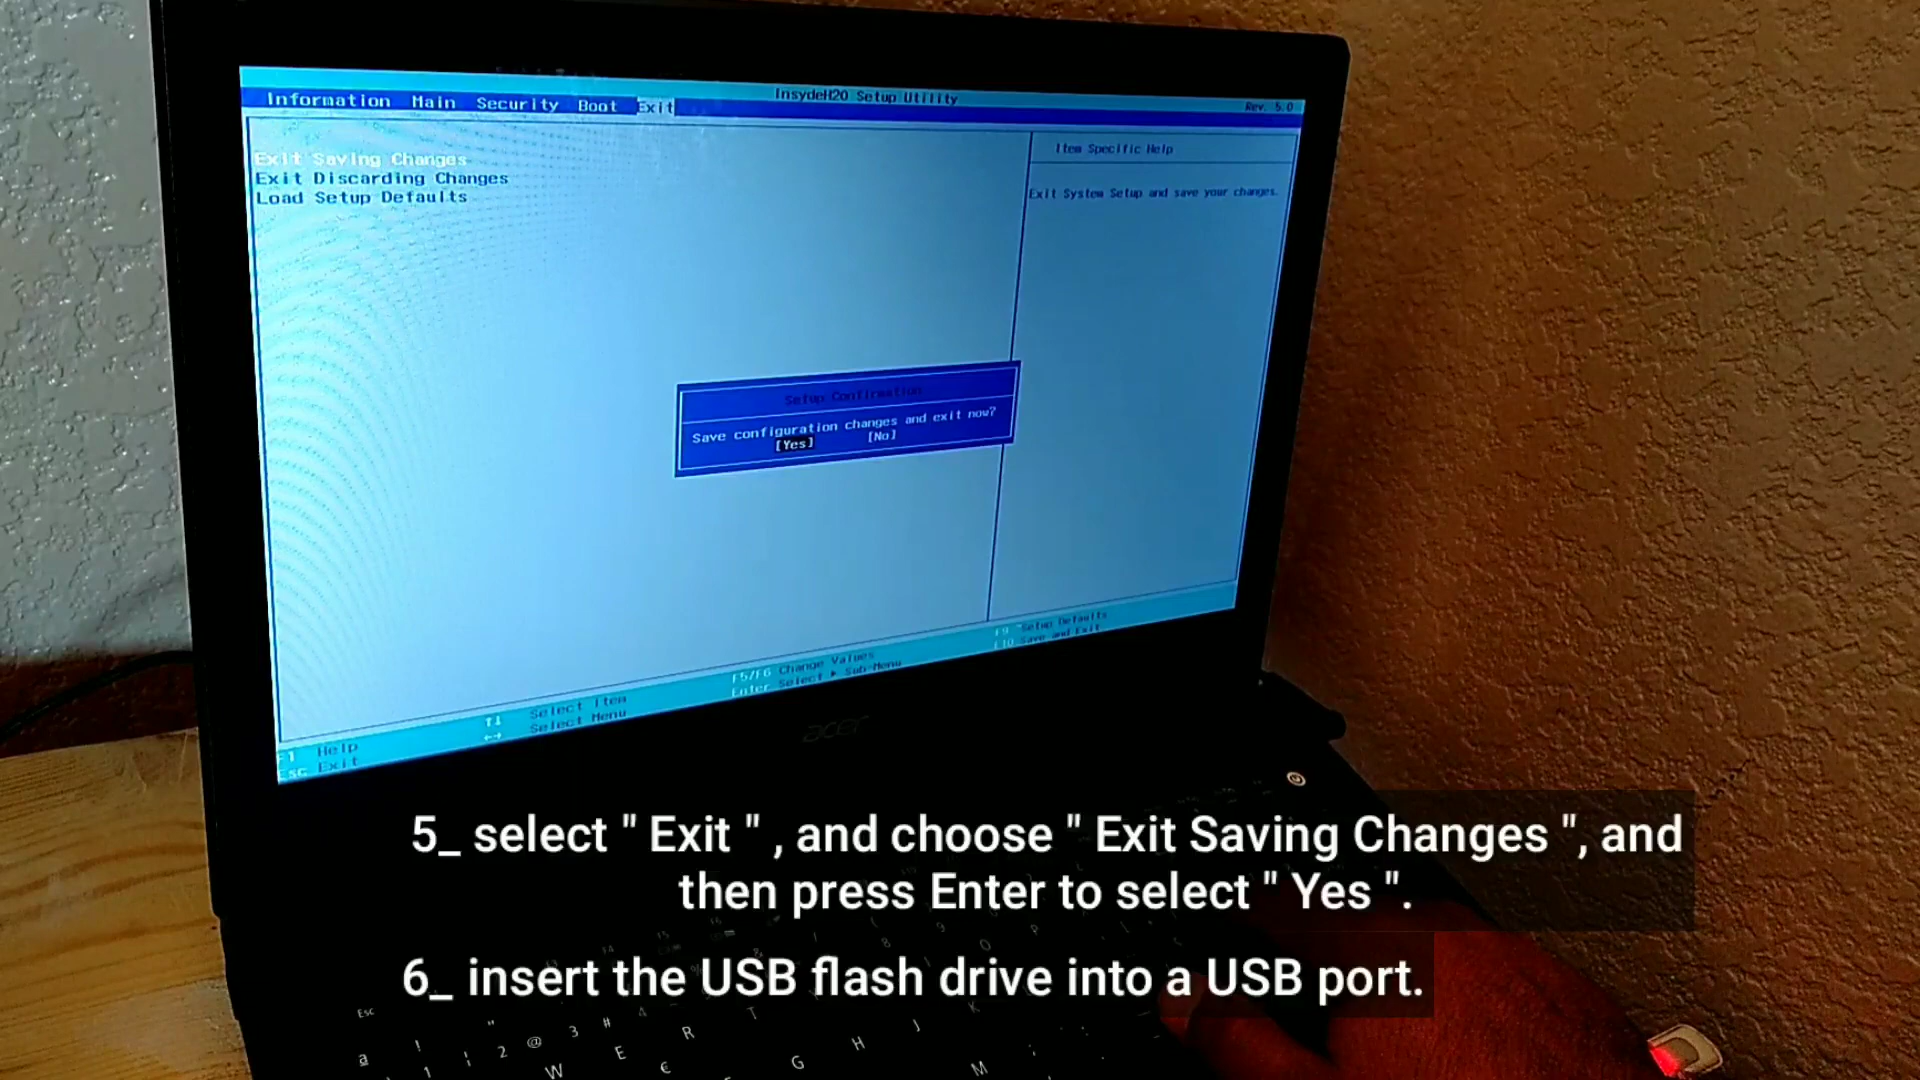 InsydeH20 Setup Utility
Rev. 5.0
Information Main Security Boot Exit
Exit Saving Changes
Exit Discarding Changes
Load Setup Defaults
Item Specific Help
Exit System Setup and save your changes.
Setup Confirmation
Save configuration changes and exit now?
[Yes] [No]
F1 Help
Esc Exit
↑↓ Select Item
↔ Select Menu
F5/F6 Change Values
Enter Select ▸ Sub-Menu
F9 Setup Defaults
F10 Save and Exit
acer
5_ select " Exit " , and choose " Exit Saving Changes ", and
then press Enter to select " Yes ".
6_ insert the USB flash drive into a USB port.
Esc
W E R T
G H J K
M